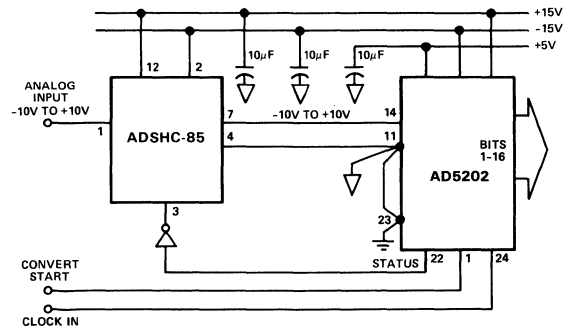 +15V
-15V
+5V
10μF
10μF
10μF
12
2
ANALOG
INPUT
-10V TO +10V
1
ADSHC-85
7
-10V TO +10V
14
4
11
BITS
1-16
AD5202
3
23
STATUS
22
1
24
CONVERT
START
CLOCK IN